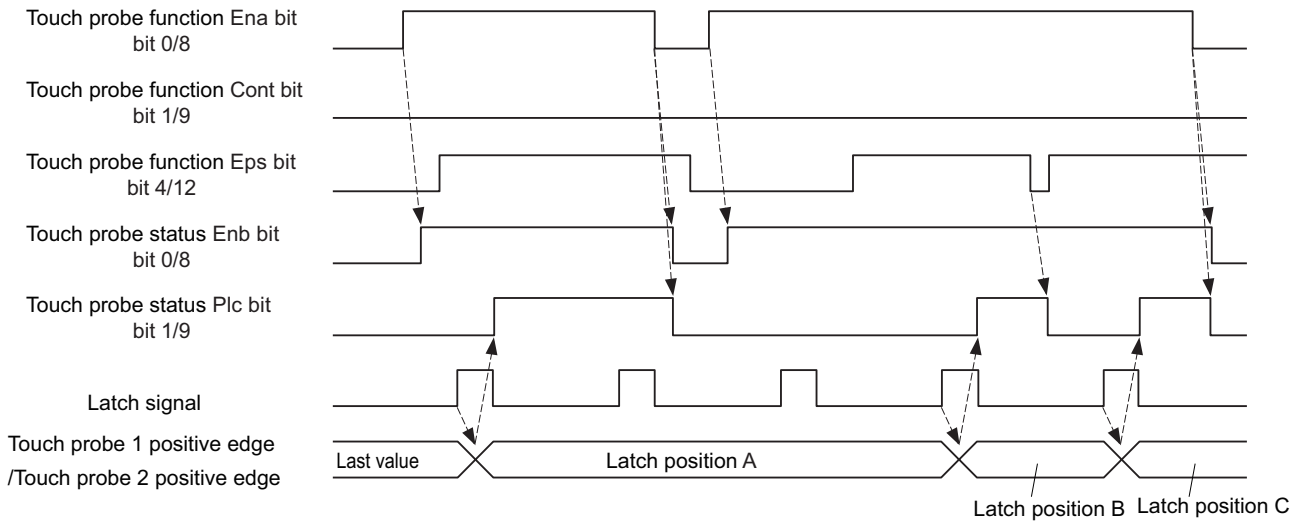 Touch probe function Ena bit
bit 0/8
Touch probe function Cont bit
bit 1/9
Touch probe function Eps bit
bit 4/12
Touch probe status Enb bit
bit 0/8
Touch probe status Plc bit
bit 1/9
Latch signal
Touch probe 1 positive edge
/Touch probe 2 positive edge
Last value
Latch position A
Latch position B
Latch position C